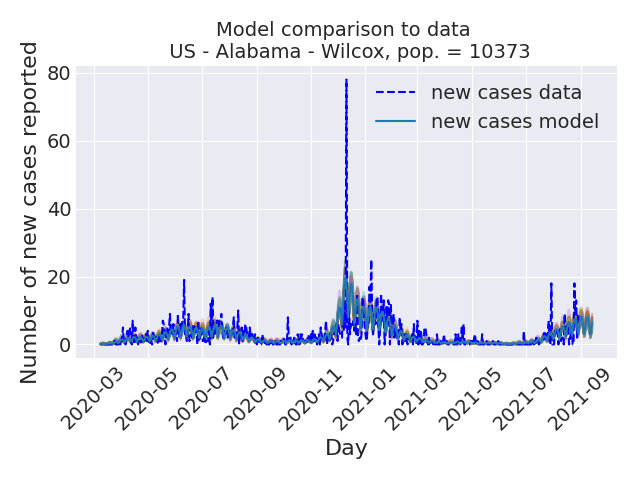 Model comparison to data
US - Alabama - Wilcox, pop. = 10373
Number of new cases reported
80
60
40
20
0
new cases data
new cases model
2020-03
2020-05
2020-07
2020-09
2020-11
2021-01
2021-03
2021-05
2021-07
2021-09
Day